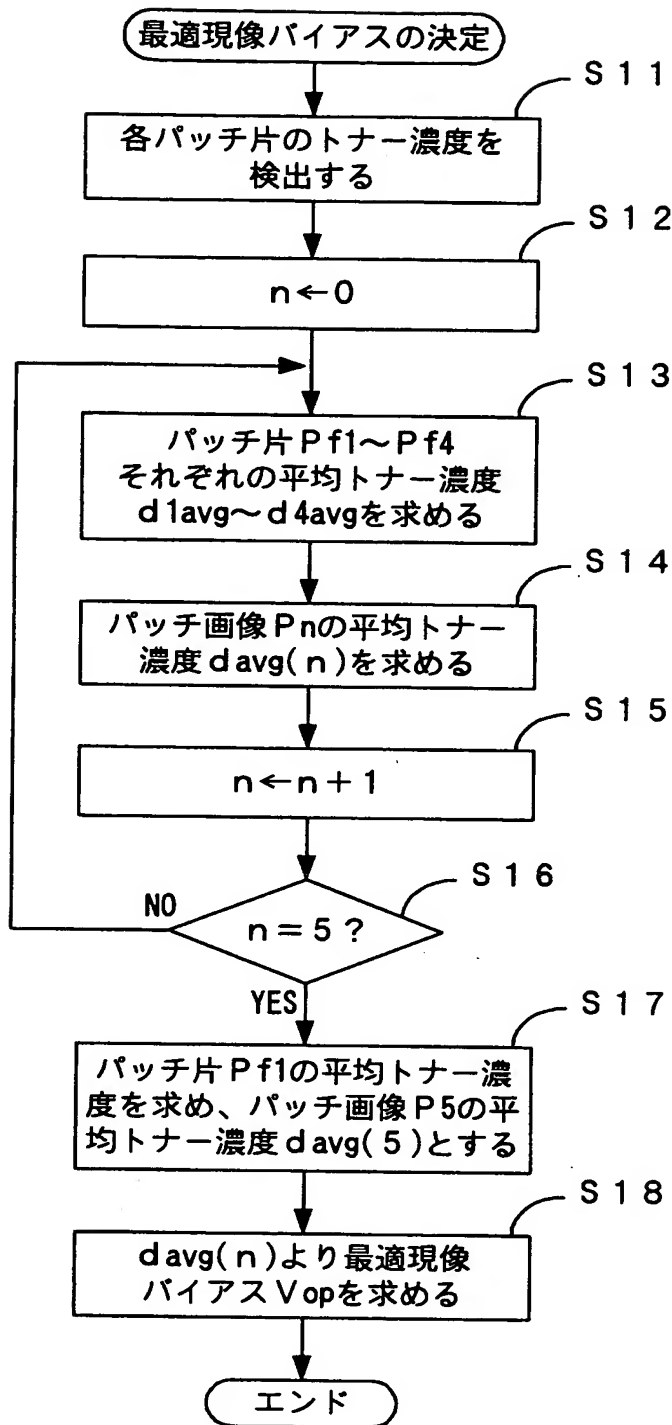 最適現像バイアスの決定
S11
各パッチ片のトナー濃度を
検出する
S12
n←0
S13
パッチ片Pf1～Pf4
それぞれの平均トナー濃度
d1avg～d4avgを求める
S14
パッチ画像Pnの平均トナー
濃度davg(n)を求める
S15
n←n+1
S16
NO
n=5?
YES
S17
パッチ片Pf1の平均トナー濃
度を求め、パッチ画像P5の平
均トナー濃度davg(5)とする
S18
davg(n)より最適現像
バイアスVopを求める
エンド